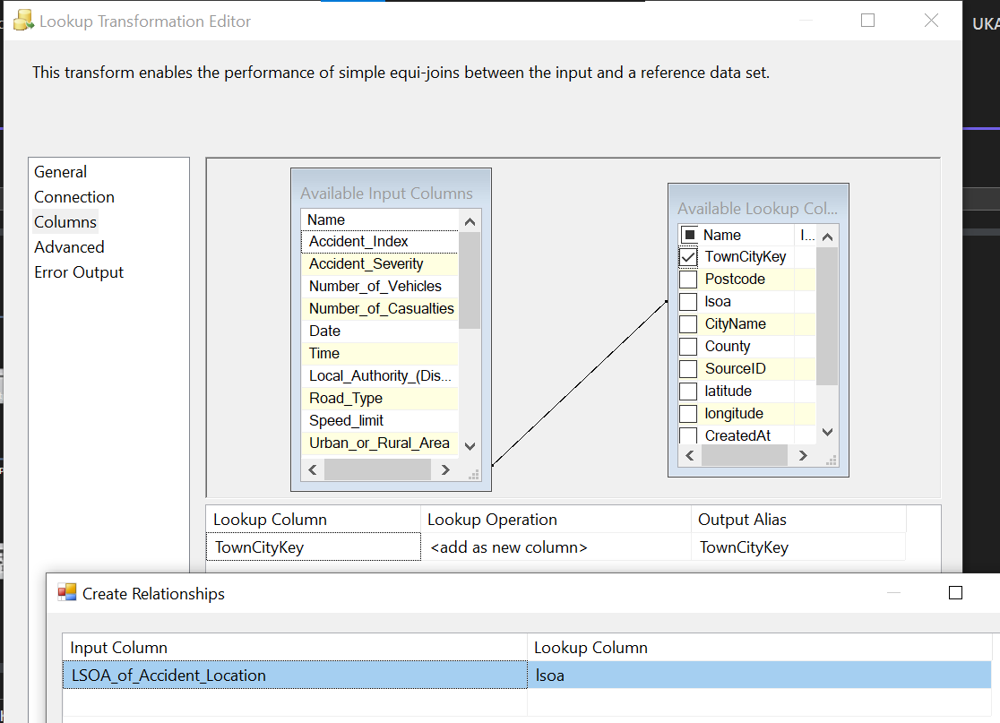 Lookup Transformation Editor
UKA
This transform enables the performance of simple equi-joins between the input and a reference data set.
General
Connection
Columns
Advanced
Error Output
Available Input Columns
Name
Accident_Index
Accident_Severity
Number_of_Vehicles
Number_of_Casualties
Date
Time
Local_Authority_(Dis...
Road_Type
Speed_limit
Urban_or_Rural_Area
Available Lookup Col...
Name I...
TownCityKey
Postcode
lsoa
CityName
County
SourceID
latitude
longitude
CreatedAt
Lookup Column Lookup Operation Output Alias
TownCityKey <add as new column> TownCityKey
Create Relationships
Input Column Lookup Column
LSOA_of_Accident_Location lsoa